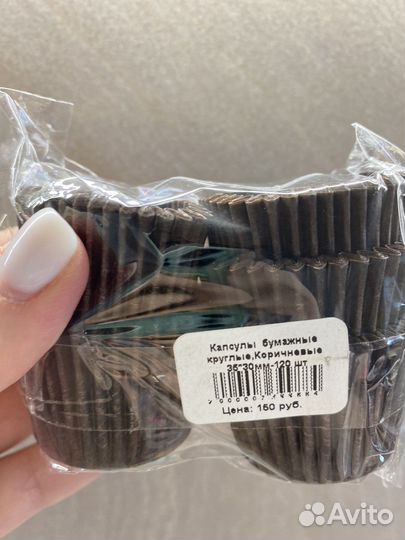 Капсулы бумажные
круглые,Коричневые
35*30мм-120 шт
Цена: 150 руб.
Avito